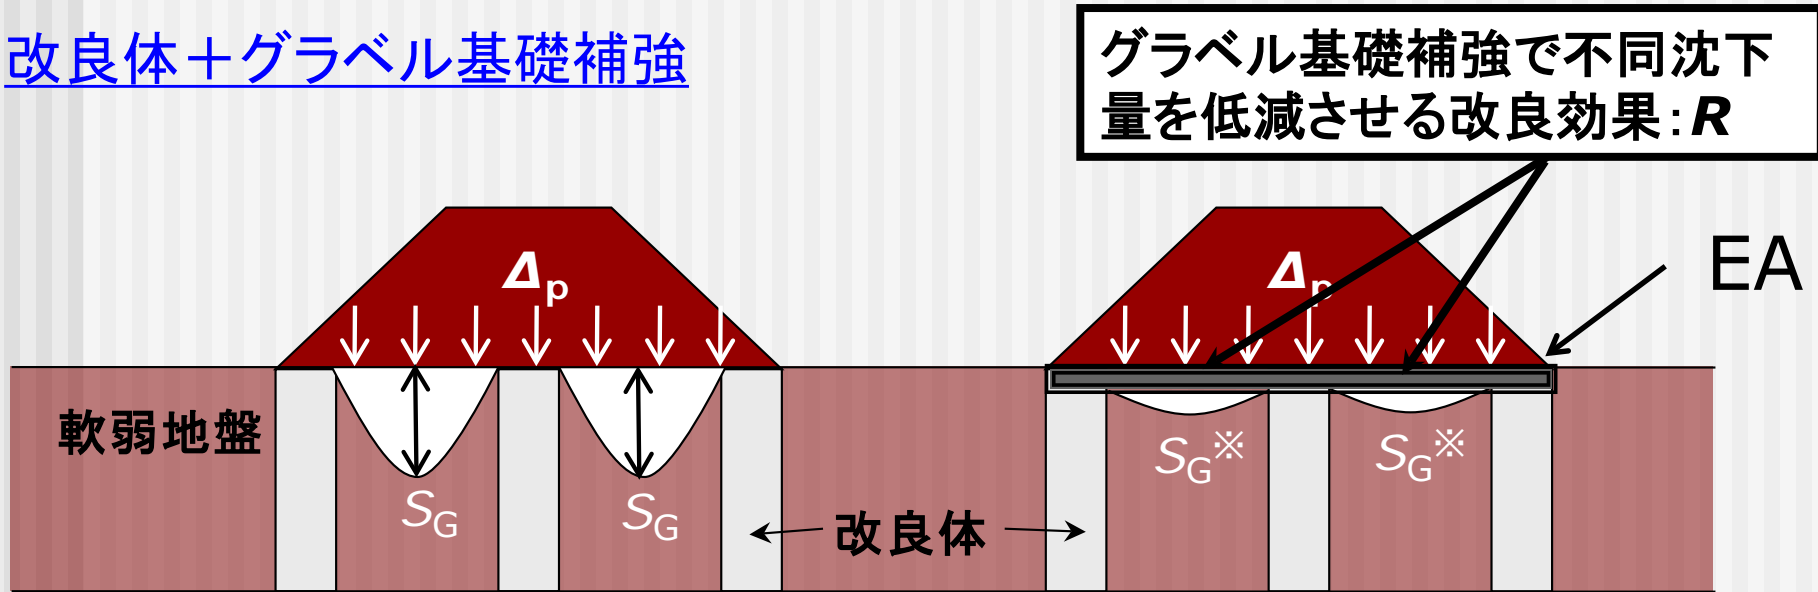 改良体＋グラベル基礎補強
グラベル基礎補強で不同沈下
量を低減させる改良効果：R
Δp
Δp
EA
軟弱地盤
SG
SG
SG※
SG※
改良体